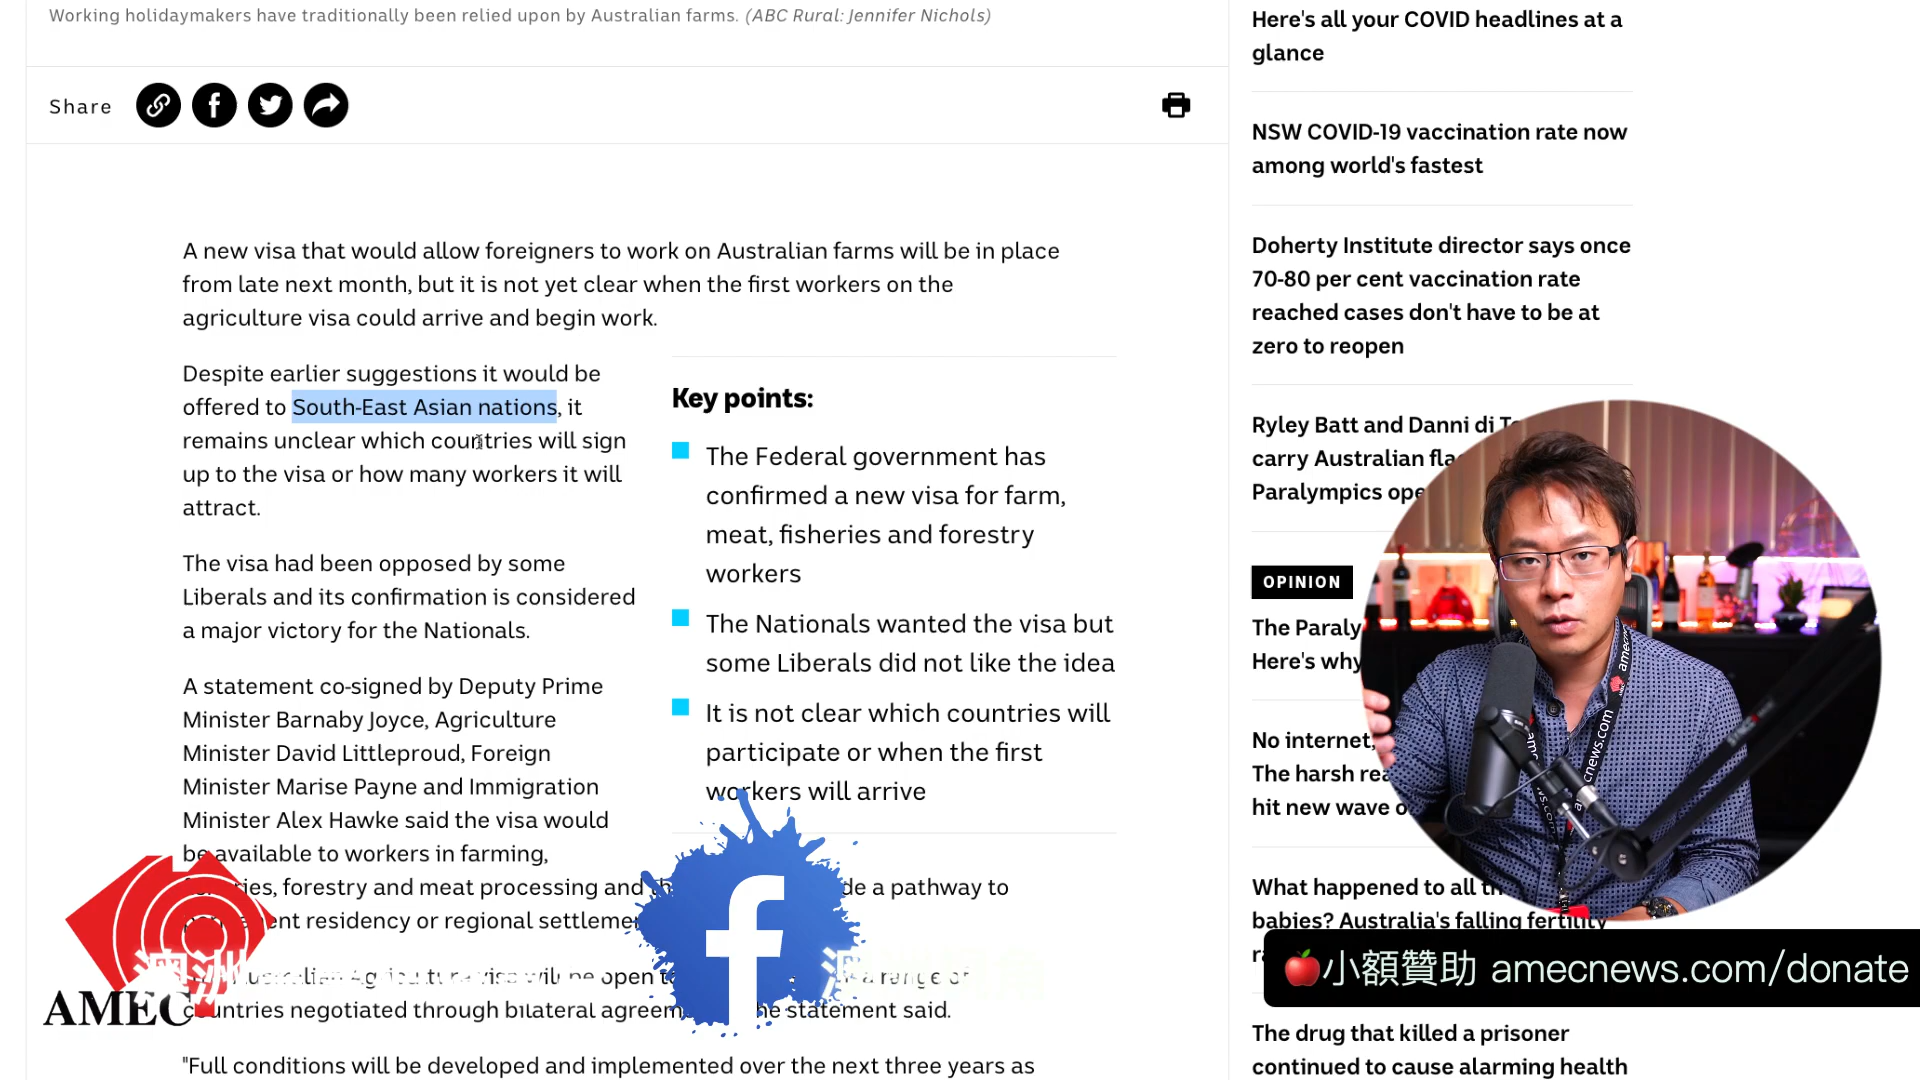 Working holidaymakers have traditionally been relied upon by Australian farms. (ABC Rural: Jennifer Nichols)
Share
A new visa that would allow foreigners to work on Australian farms will be in place
from late next month, but it is not yet clear when the first workers on the
agriculture visa could arrive and begin work.
Despite earlier suggestions it would be
offered to South-East Asian nations, it
remains unclear which countries will sign
up to the visa or how many workers it will
attract.
The visa had been opposed by some
Liberals and its confirmation is considered
a major victory for the Nationals.
A statement co-signed by Deputy Prime
Minister Barnaby Joyce, Agriculture
Minister David Littleproud, Foreign
Minister Marise Payne and Immigration
Minister Alex Hawke said the visa would
be available to workers in farming,
forestry and meat processing and
a pathway to
residency or regional
be open
range of
countries negotiated through bilateral
statement said.
"Full conditions will be developed and implemented over the next three years as
Key points:
The Federal government has
confirmed a new visa for farm,
meat, fisheries and forestry
workers
The Nationals wanted the visa but
some Liberals did not like the idea
It is not clear which countries will
participate or when the first
workers will arrive
Here's all your COVID headlines at a
glance
NSW COVID-19 vaccination rate now
among world's fastest
Doherty Institute director says once
70-80 per cent vaccination rate
reached cases don't have to be at
zero to reopen
Ryley Batt and Danni di
carry Australian
Paralympics
OPINION
The
Here's why
No internet,
The harsh
hit new wave
What happened to all
babies? Australia's falling fertility
The drug that killed a prisoner
continued to cause alarming health
AMEC
澳洲
f
🍎小額贊助 amecnews.com/donate